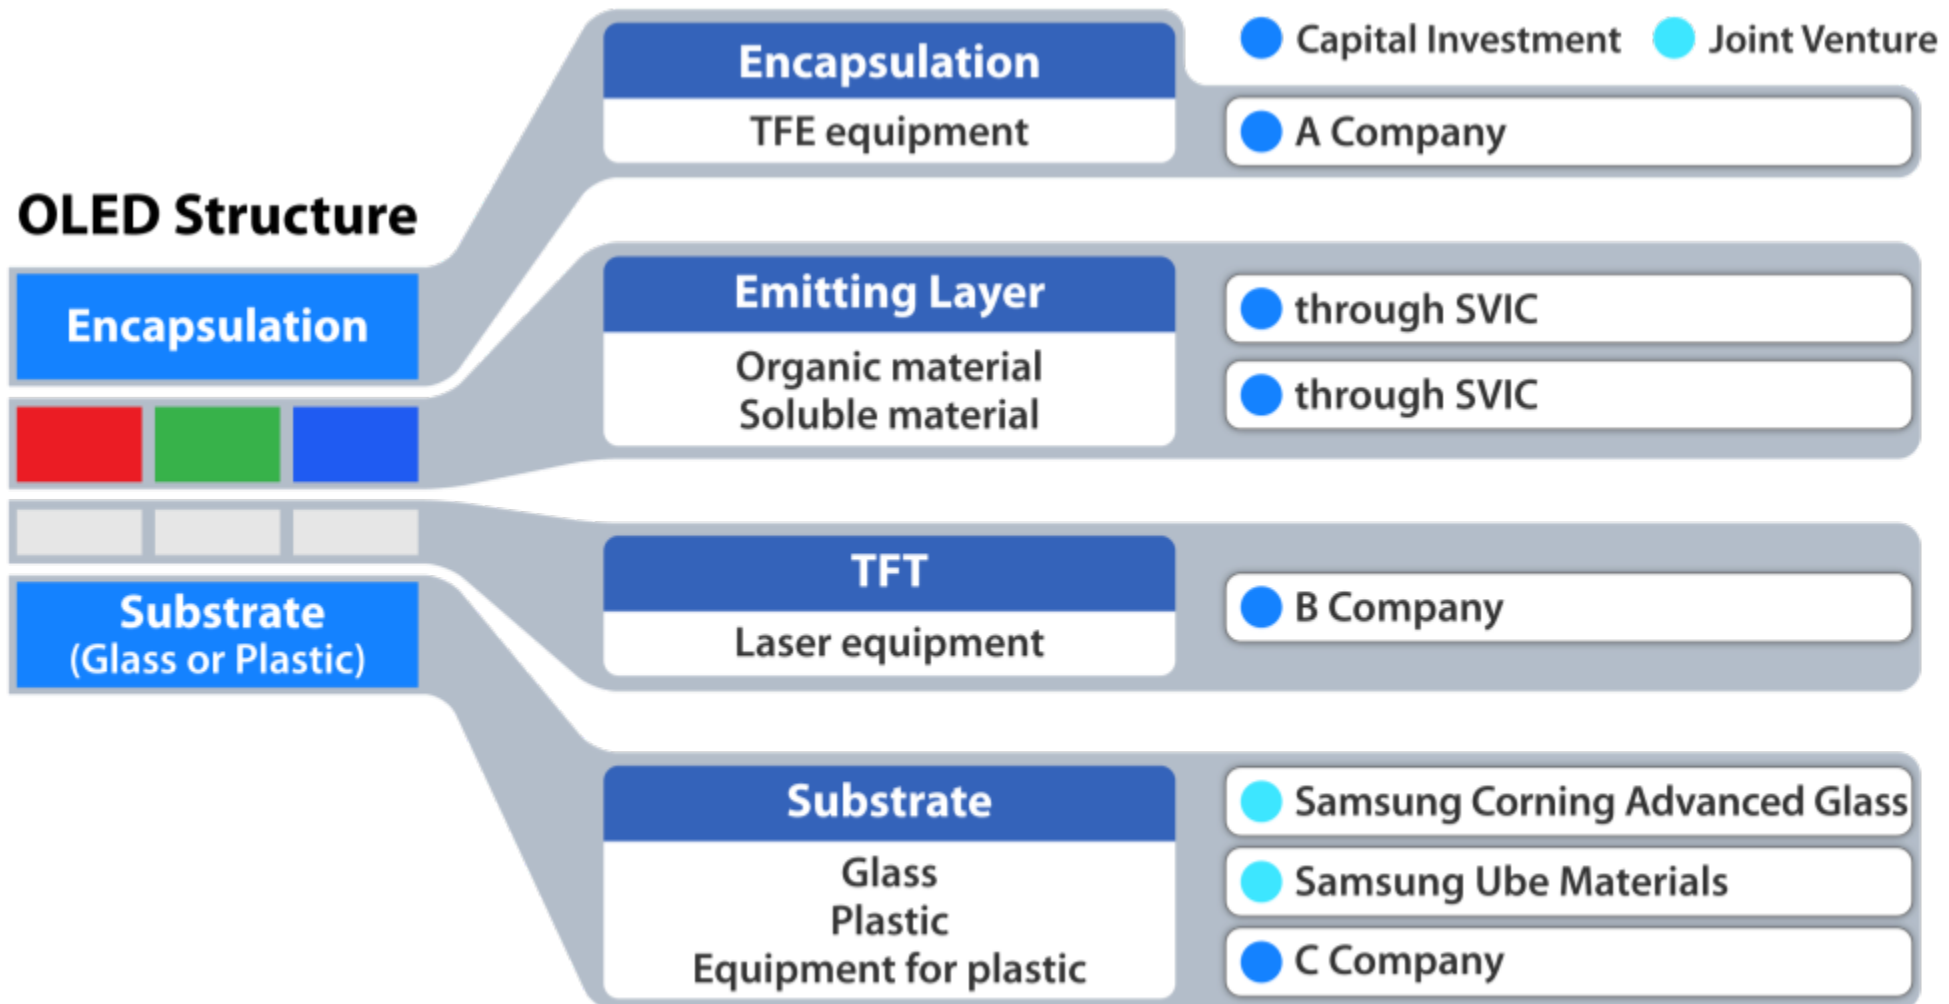 Capital Investment
Joint Venture
OLED Structure
Encapsulation
Substrate
(Glass or Plastic)
Encapsulation
TFE equipment
A Company
Emitting Layer
Organic material
Soluble material
through SVIC
through SVIC
TFT
Laser equipment
B Company
Substrate
Glass
Plastic
Equipment for plastic
Samsung Corning Advanced Glass
Samsung Ube Materials
C Company